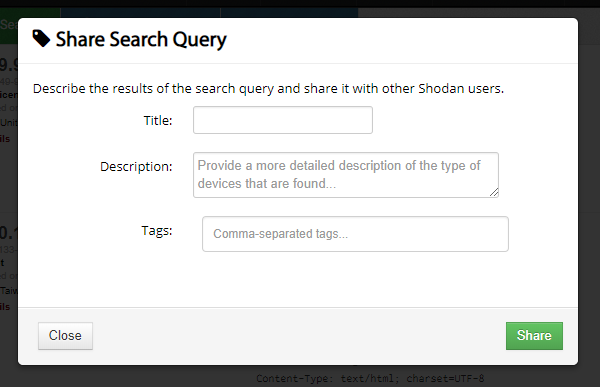 Share Search Query
Describe the results of the search query and share it with other Shodan users.
Title:
Description:
Provide a more detailed description of the type of
devices that are found...
Tags:
Comma-separated tags...
Close
Share
Content-Type: text/html; charset=UTF-8